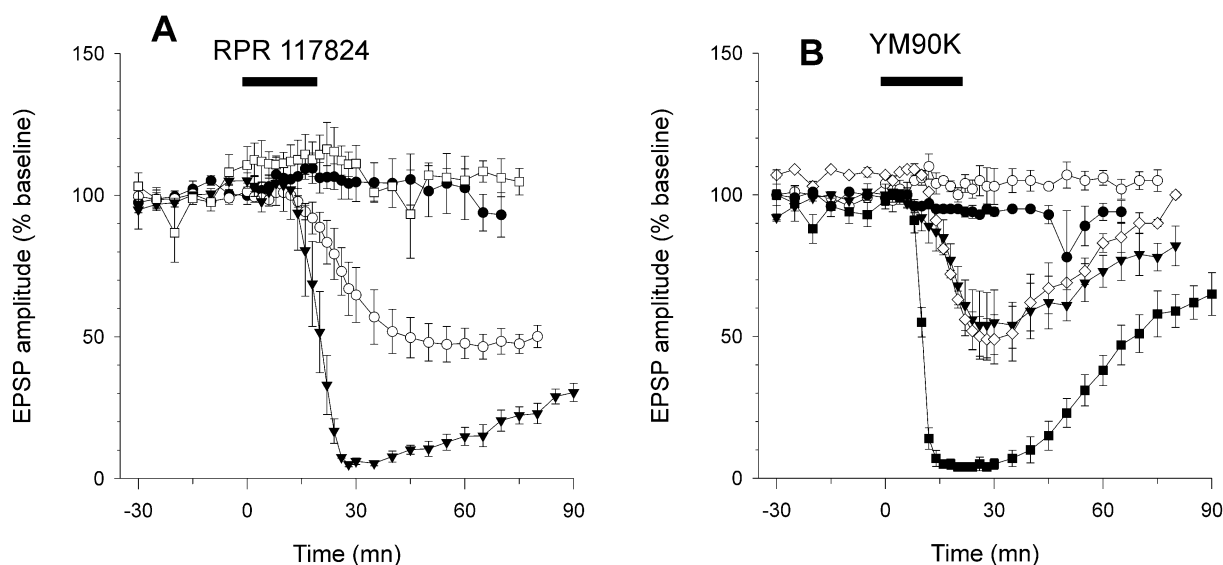 A
RPR 117824
150
100
50
0
EPSP amplitude (% baseline)
-30 0 30 60 90
Time (mn)
B
YM90K
150
100
50
0
EPSP amplitude (% baseline)
-30 0 30 60 90
Time (mn)